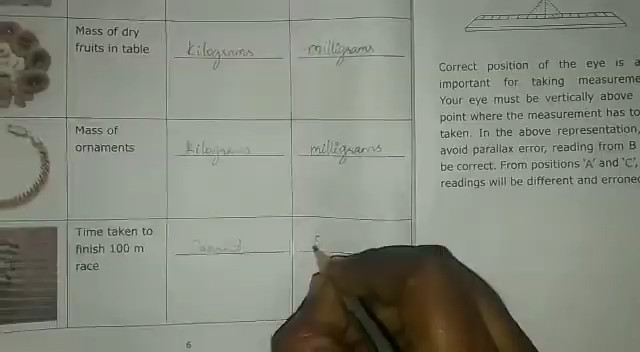 Mass of dry
fruits in table
kilograms
milligrams
Mass of
ornaments
kilograms
milligrams
Time taken to
finish 100 m
race
6
Correct position of the eye is a
important for taking measureme
Your eye must be vertically above
point where the measurement has to
taken. In the above representation,
avoid parallax error, reading from B
be correct. From positions 'A' and 'C',
readings will be different and erroneo